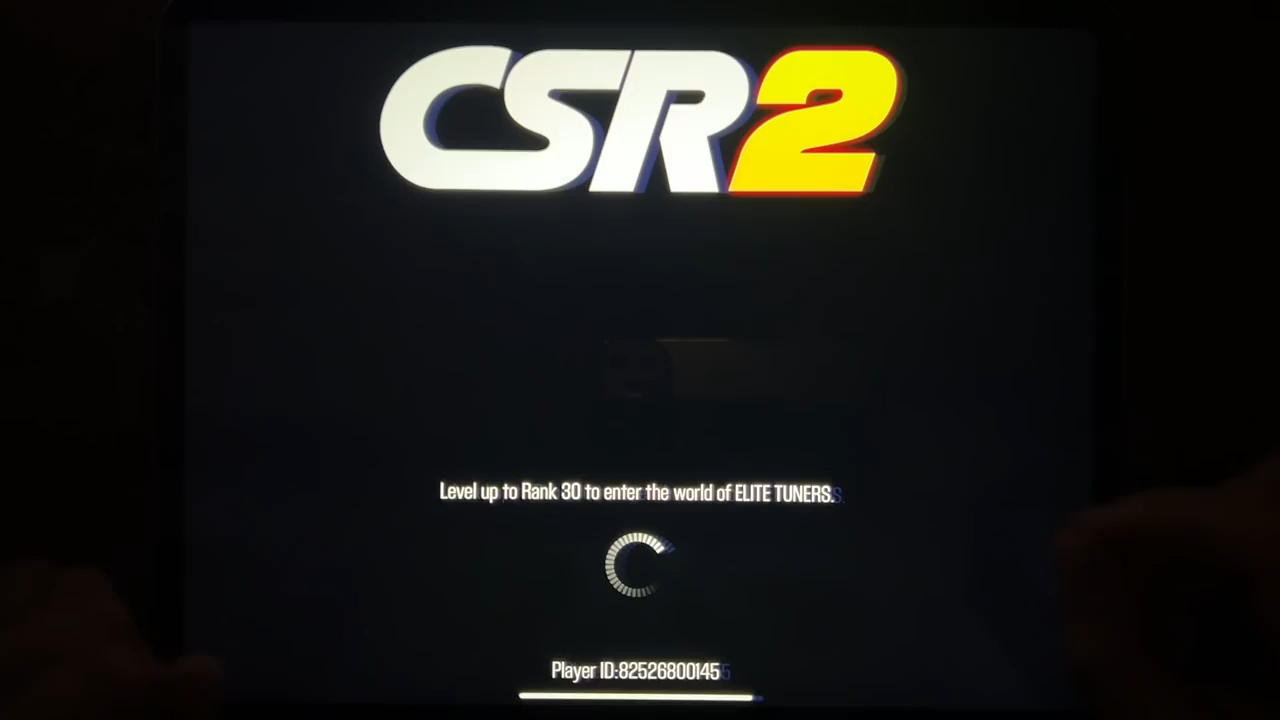 CSR2
Level up to Rank 30 to enter the world of ELITE TUNERS.
Player ID:82526800145